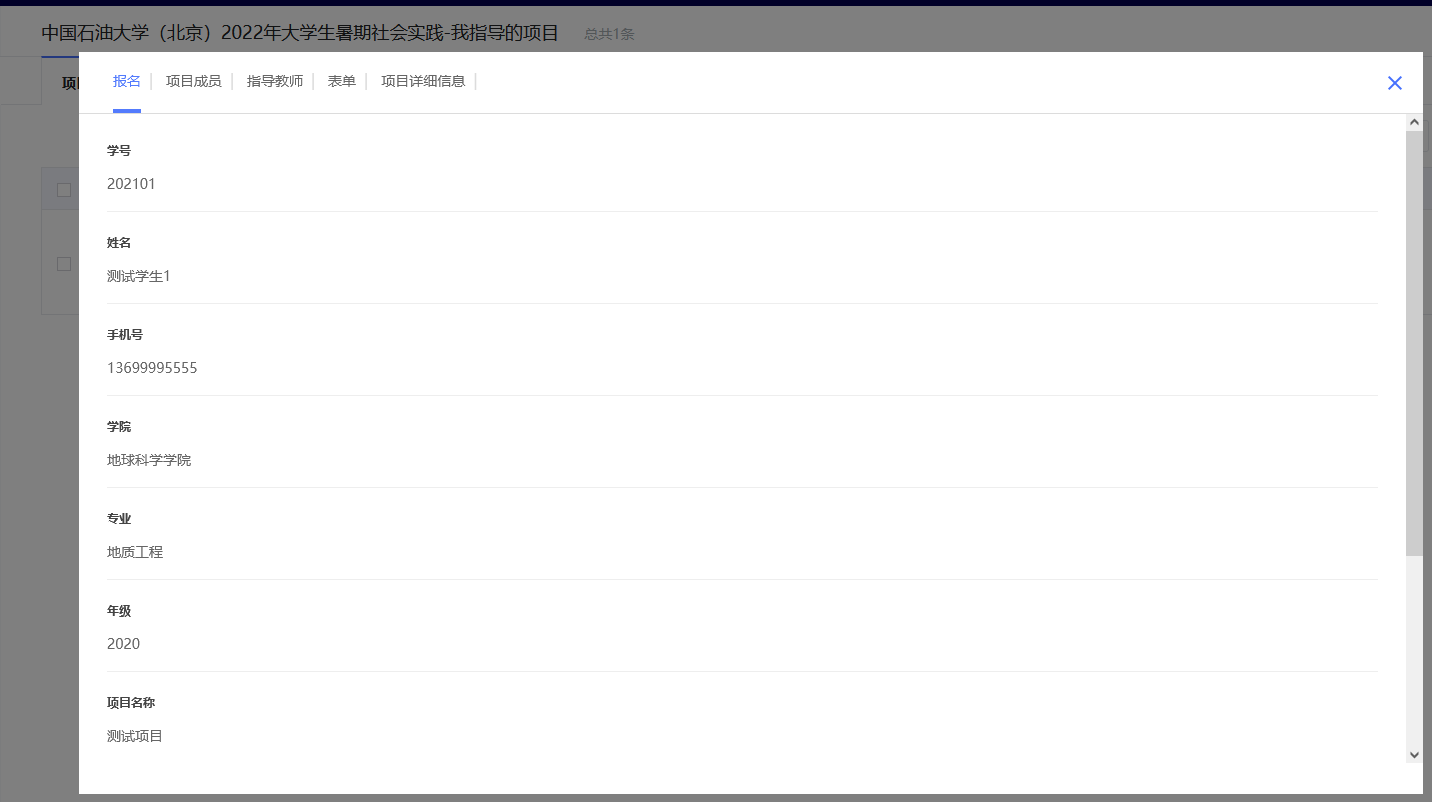 中国石油大学（北京）2022年大学生暑期社会实践-我指导的项目 总共1条
报名 项目成员 指导教师 表单 项目详细信息
学号
202101
姓名
测试学生1
手机号
13699995555
学院
地球科学学院
专业
地质工程
年级
2020
项目名称
测试项目